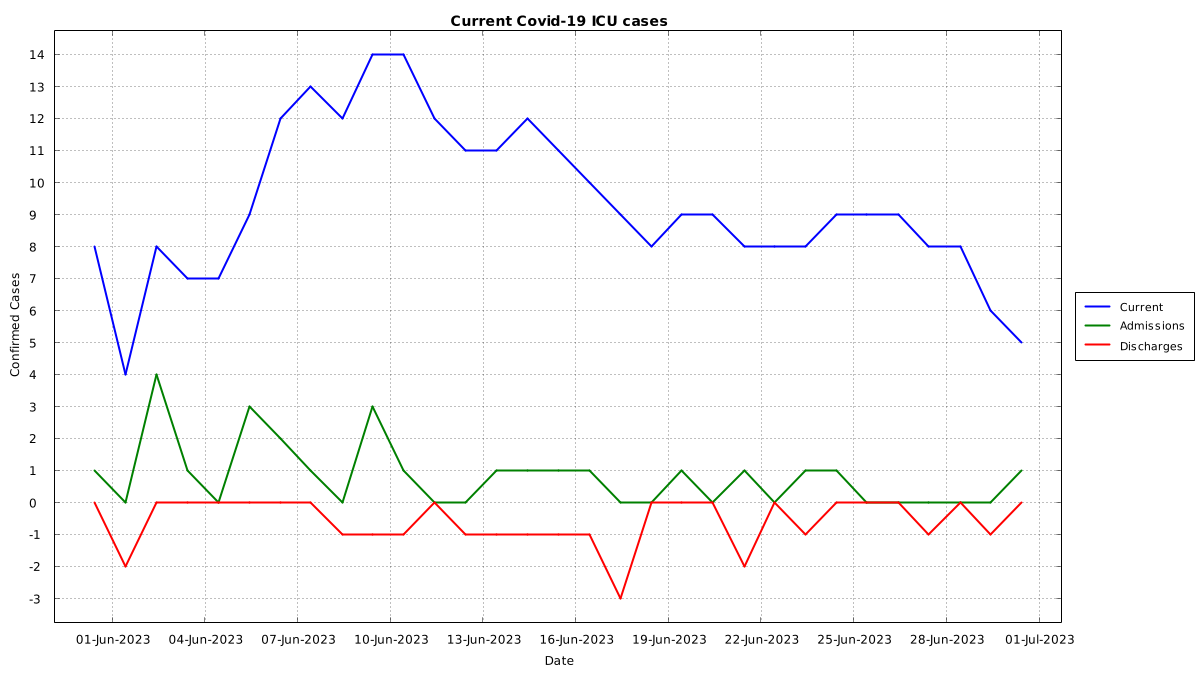 Current Covid-19 ICU cases
14
13
12
11
10
9
8
7
6
5
4
3
2
1
0
-1
-2
-3
Confirmed Cases
01-Jun-2023 04-Jun-2023 07-Jun-2023 10-Jun-2023 13-Jun-2023 16-Jun-2023 19-Jun-2023 22-Jun-2023 25-Jun-2023 28-Jun-2023 01-Jul-2023
Date
Current
Admissions
Discharges